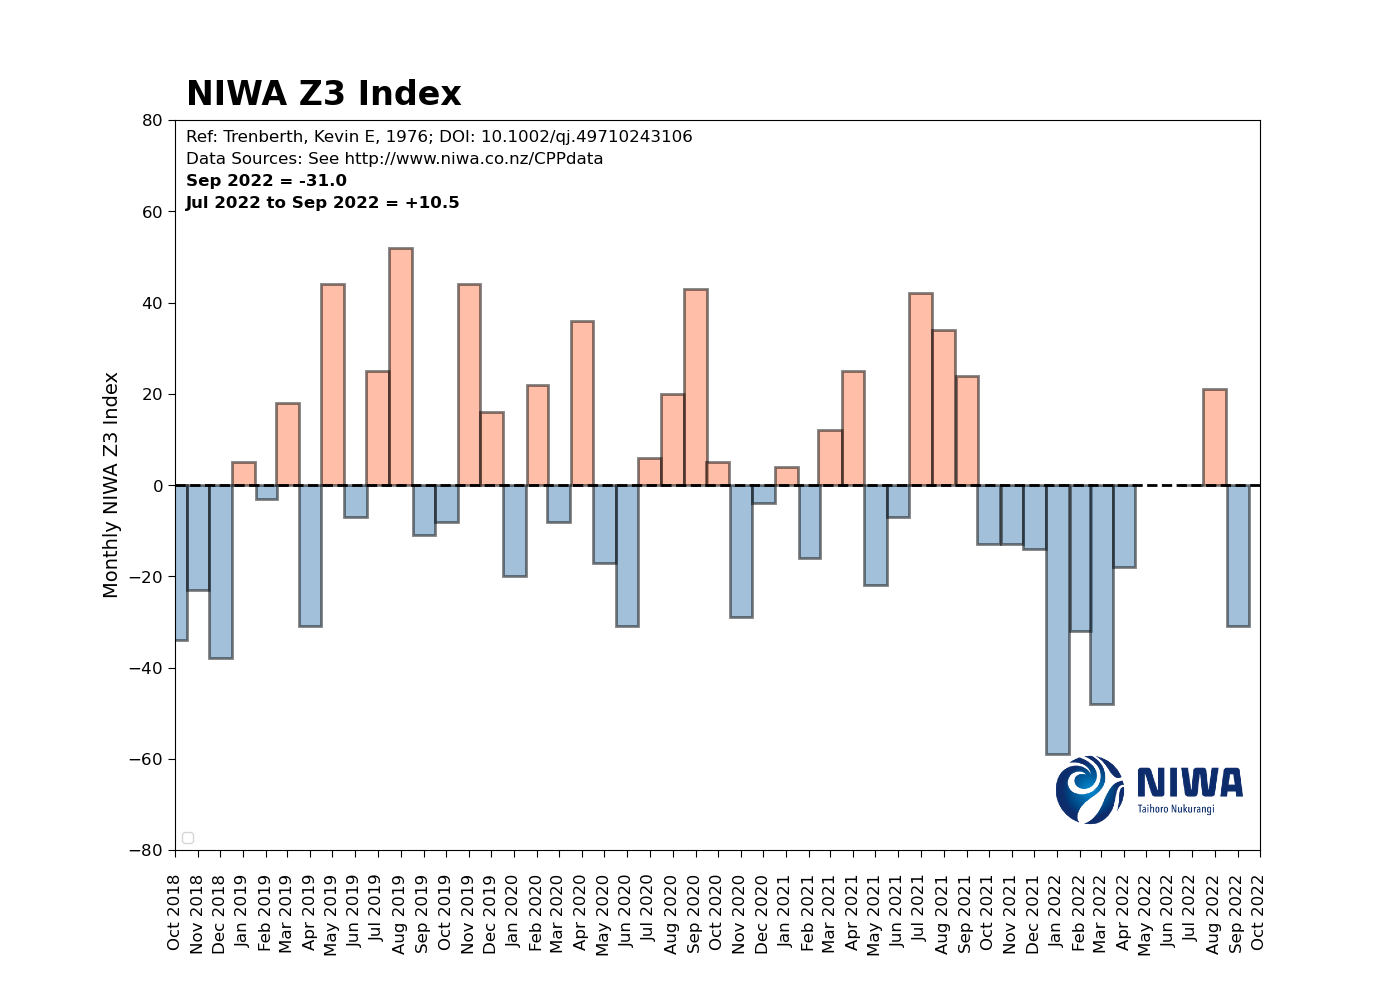 NIWA Z3 Index
Ref: Trenberth, Kevin E, 1976; DOI: 10.1002/qj.49710243106
Data Sources: See http://www.niwa.co.nz/CPPdata
Sep 2022 = -31.0
Jul 2022 to Sep 2022 = +10.5
Monthly NIWA Z3 Index
80
60
40
20
0
−20
−40
−60
−80
NIWA
Taihoro Nukurangi
Oct 2018
Nov 2018
Dec 2018
Jan 2019
Feb 2019
Mar 2019
Apr 2019
May 2019
Jun 2019
Jul 2019
Aug 2019
Sep 2019
Oct 2019
Nov 2019
Dec 2019
Jan 2020
Feb 2020
Mar 2020
Apr 2020
May 2020
Jun 2020
Jul 2020
Aug 2020
Sep 2020
Oct 2020
Nov 2020
Dec 2020
Jan 2021
Feb 2021
Mar 2021
Apr 2021
May 2021
Jun 2021
Jul 2021
Aug 2021
Sep 2021
Oct 2021
Nov 2021
Dec 2021
Jan 2022
Feb 2022
Mar 2022
Apr 2022
May 2022
Jun 2022
Jul 2022
Aug 2022
Sep 2022
Oct 2022